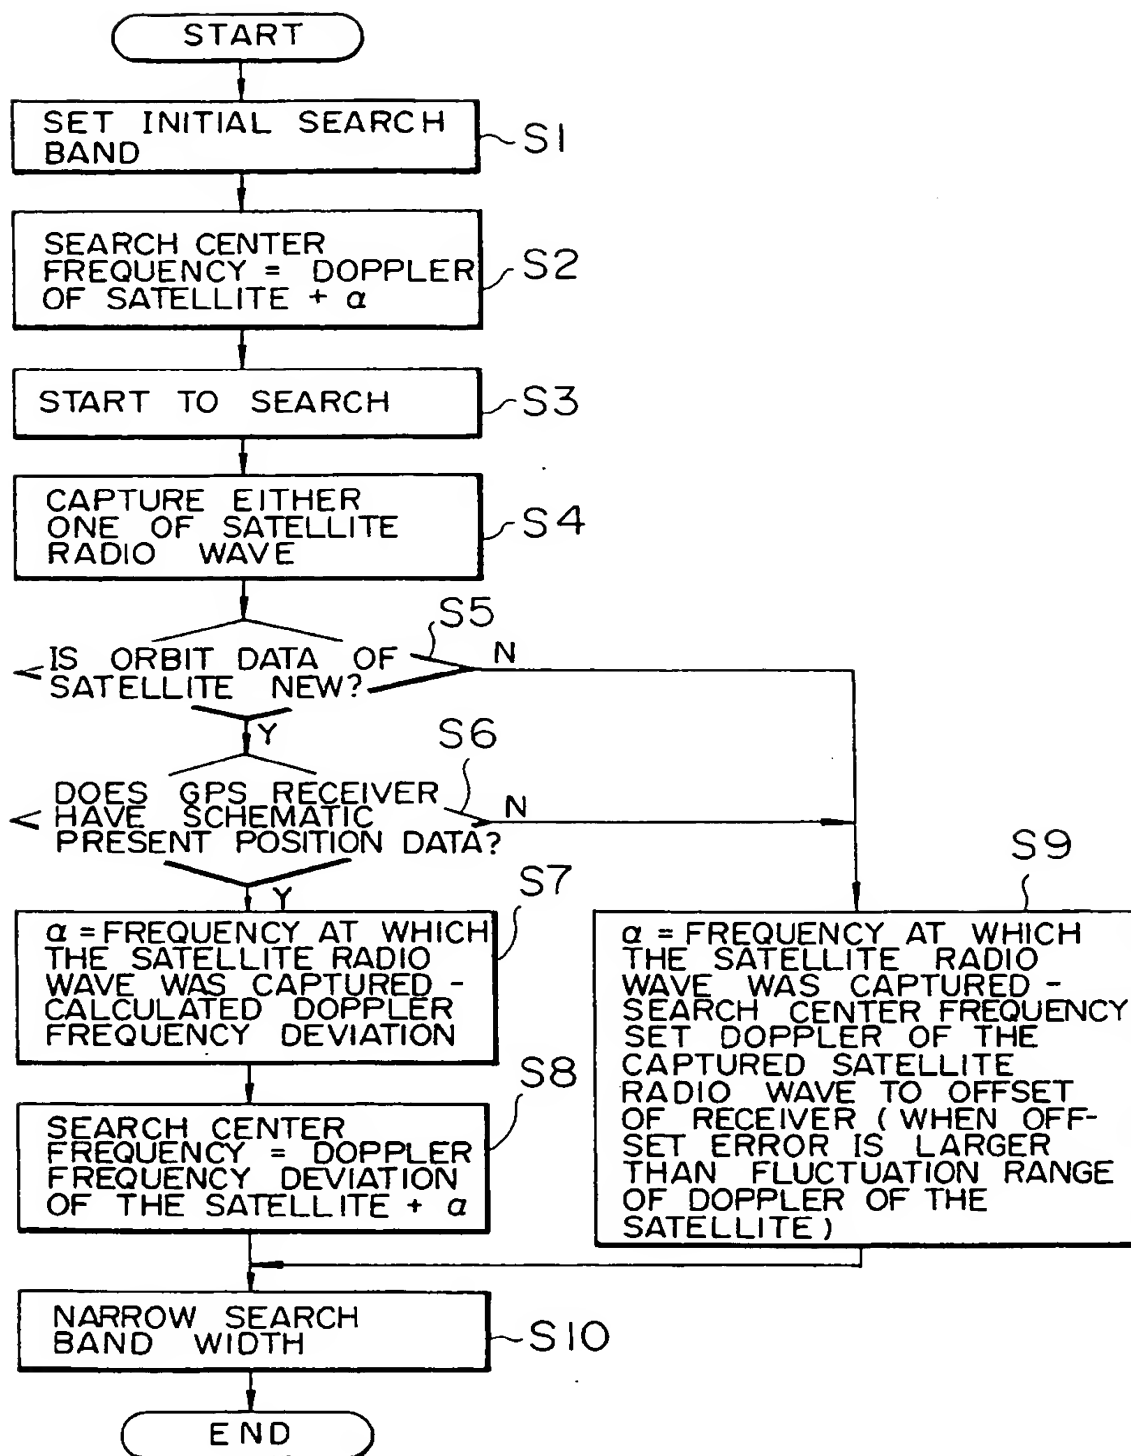 START
SET INITIAL SEARCH
BAND
S1
SEARCH CENTER
FREQUENCY = DOPPLER
OF SATELLITE + α
S2
START TO SEARCH
S3
CAPTURE EITHER
ONE OF SATELLITE
RADIO WAVE
S4
S5
IS ORBIT DATA OF
SATELLITE NEW?
N
Y
S6
DOES GPS RECEIVER
HAVE SCHEMATIC
PRESENT POSITION DATA?
N
Y
S7
α = FREQUENCY AT WHICH
THE SATELLITE RADIO
WAVE WAS CAPTURED -
CALCULATED DOPPLER
FREQUENCY DEVIATION
S8
SEARCH CENTER
FREQUENCY = DOPPLER
FREQUENCY DEVIATION
OF THE SATELLITE + α
S9
α = FREQUENCY AT WHICH
THE SATELLITE RADIO
WAVE WAS CAPTURED -
SEARCH CENTER FREQUENCY
SET DOPPLER OF THE
CAPTURED SATELLITE
RADIO WAVE TO OFFSET
OF RECEIVER (WHEN OFF-
SET ERROR IS LARGER
THAN FLUCTUATION RANGE
OF DOPPLER OF THE
SATELLITE)
NARROW SEARCH
BAND WIDTH
S10
END